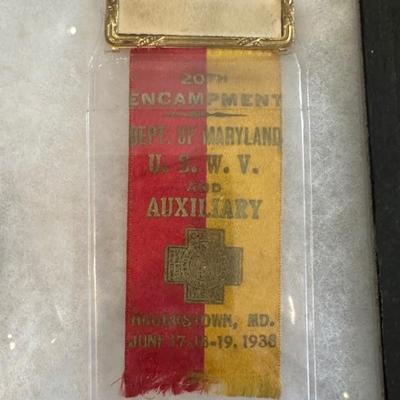 20TH
ENCAMPMENT
DEPT. OF MARYLAND
U. S. W. V.
AND
AUXILIARY
HAGERSTOWN, MD.
JUNE 17-18-19, 1938